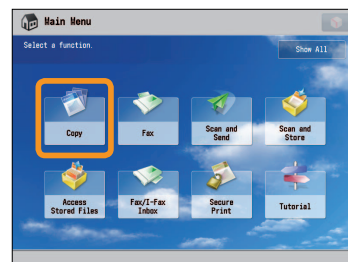 Main Menu
Select a function.
Show All
Copy
Fax
Scan and
Send
Scan and
Store
Access
Stored Files
Fax/I-Fax
Inbox
Secure
Print
Tutorial